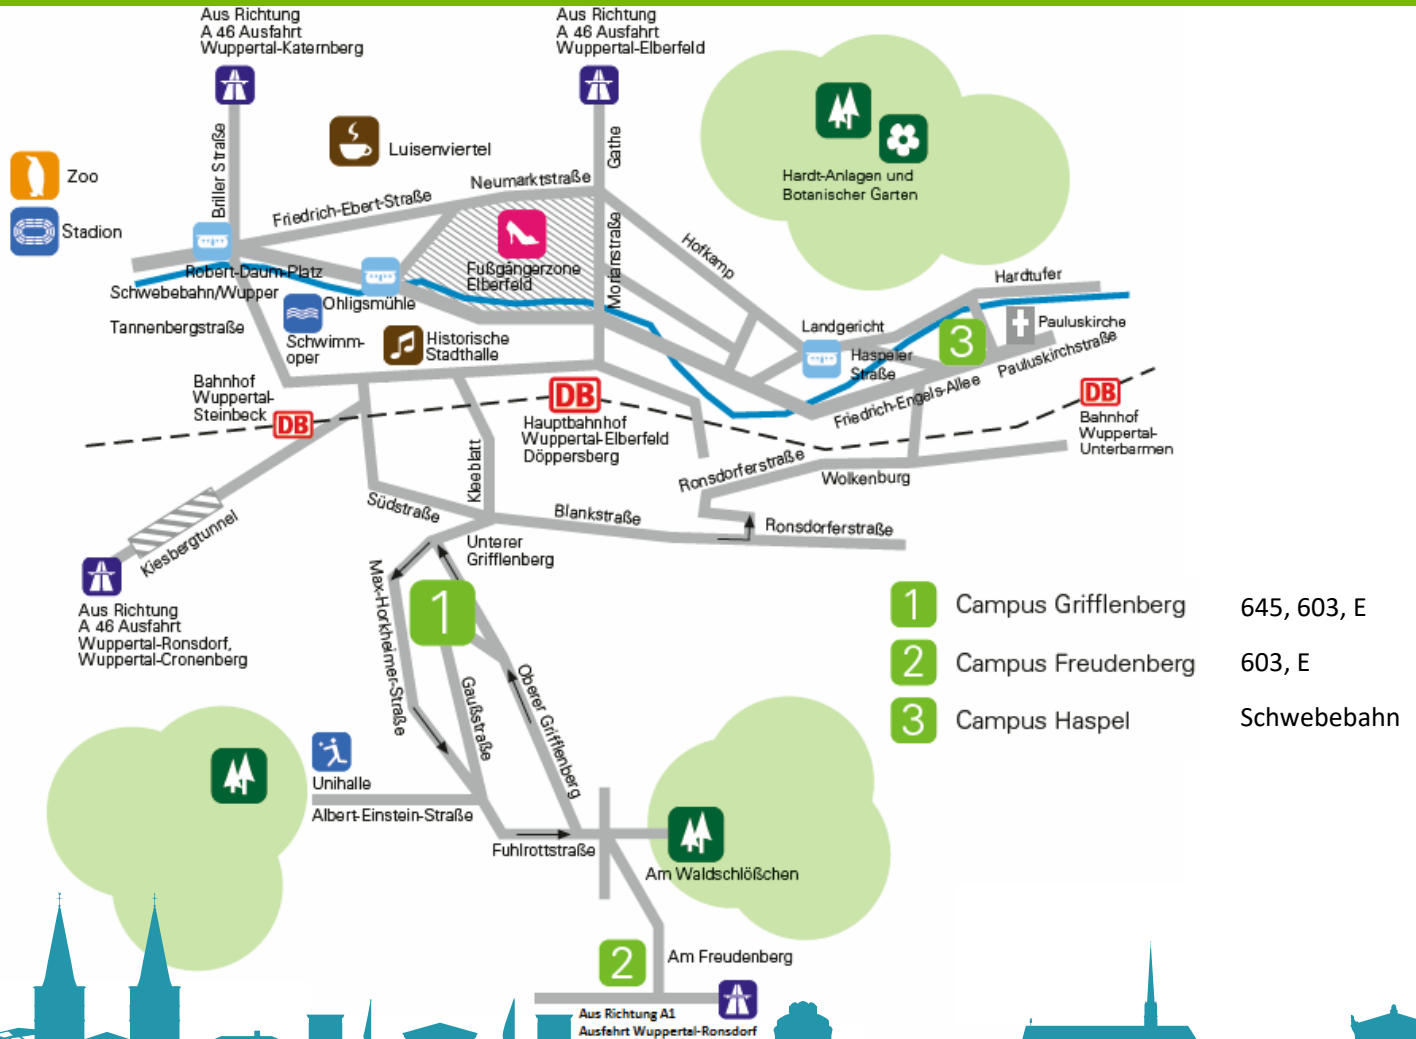 Aus Richtung
A 46 Ausfahrt
Wuppertal-Katernberg
Aus Richtung
A 46 Ausfahrt
Wuppertal-Elberfeld
Briller Straße
Luisenviertel
Gathe
Zoo
Stadion
Friedrich-Ebert-Straße
Neumarktstraße
Hardt-Anlagen und
Botanischer Garten
Morianstraße
Hofkamp
Robert-Daum-Platz
Schwebebahn/Wupper
Ohligsmühle
Fußgängerzone
Elberfeld
Hardtufer
Tannenbergstraße
Schwimm-
oper
Historische
Stadthalle
Landgericht
Haspeler
Straße
3
Pauluskirche
Pauluskirchstraße
Friedrich-Engels-Allee
Bahnhof
Wuppertal-
Steinbeck
DB
DB
Hauptbahnhof
Wuppertal-Elberfeld
Döppersberg
DB
Bahnhof
Wuppertal-
Unterbarmen
Kleeblatt
Südstraße
Blankstraße
Ronsdorferstraße
Wolkenburg
Ronsdorferstraße
Kiesbergtunnel
Unterer
Grifflenberg
Aus Richtung
A 46 Ausfahrt
Wuppertal-Ronsdorf,
Wuppertal-Cronenberg
Max-Horkheimer-Straße
1
Gaußstraße
Oberer Grifflenberg
1 Campus Grifflenberg 645, 603, E
2 Campus Freudenberg 603, E
3 Campus Haspel Schwebebahn
Unihalle
Albert-Einstein-Straße
Fuhlrottstraße
Am Waldschlößchen
2
Am Freudenberg
Aus Richtung A1
Ausfahrt Wuppertal-Ronsdorf